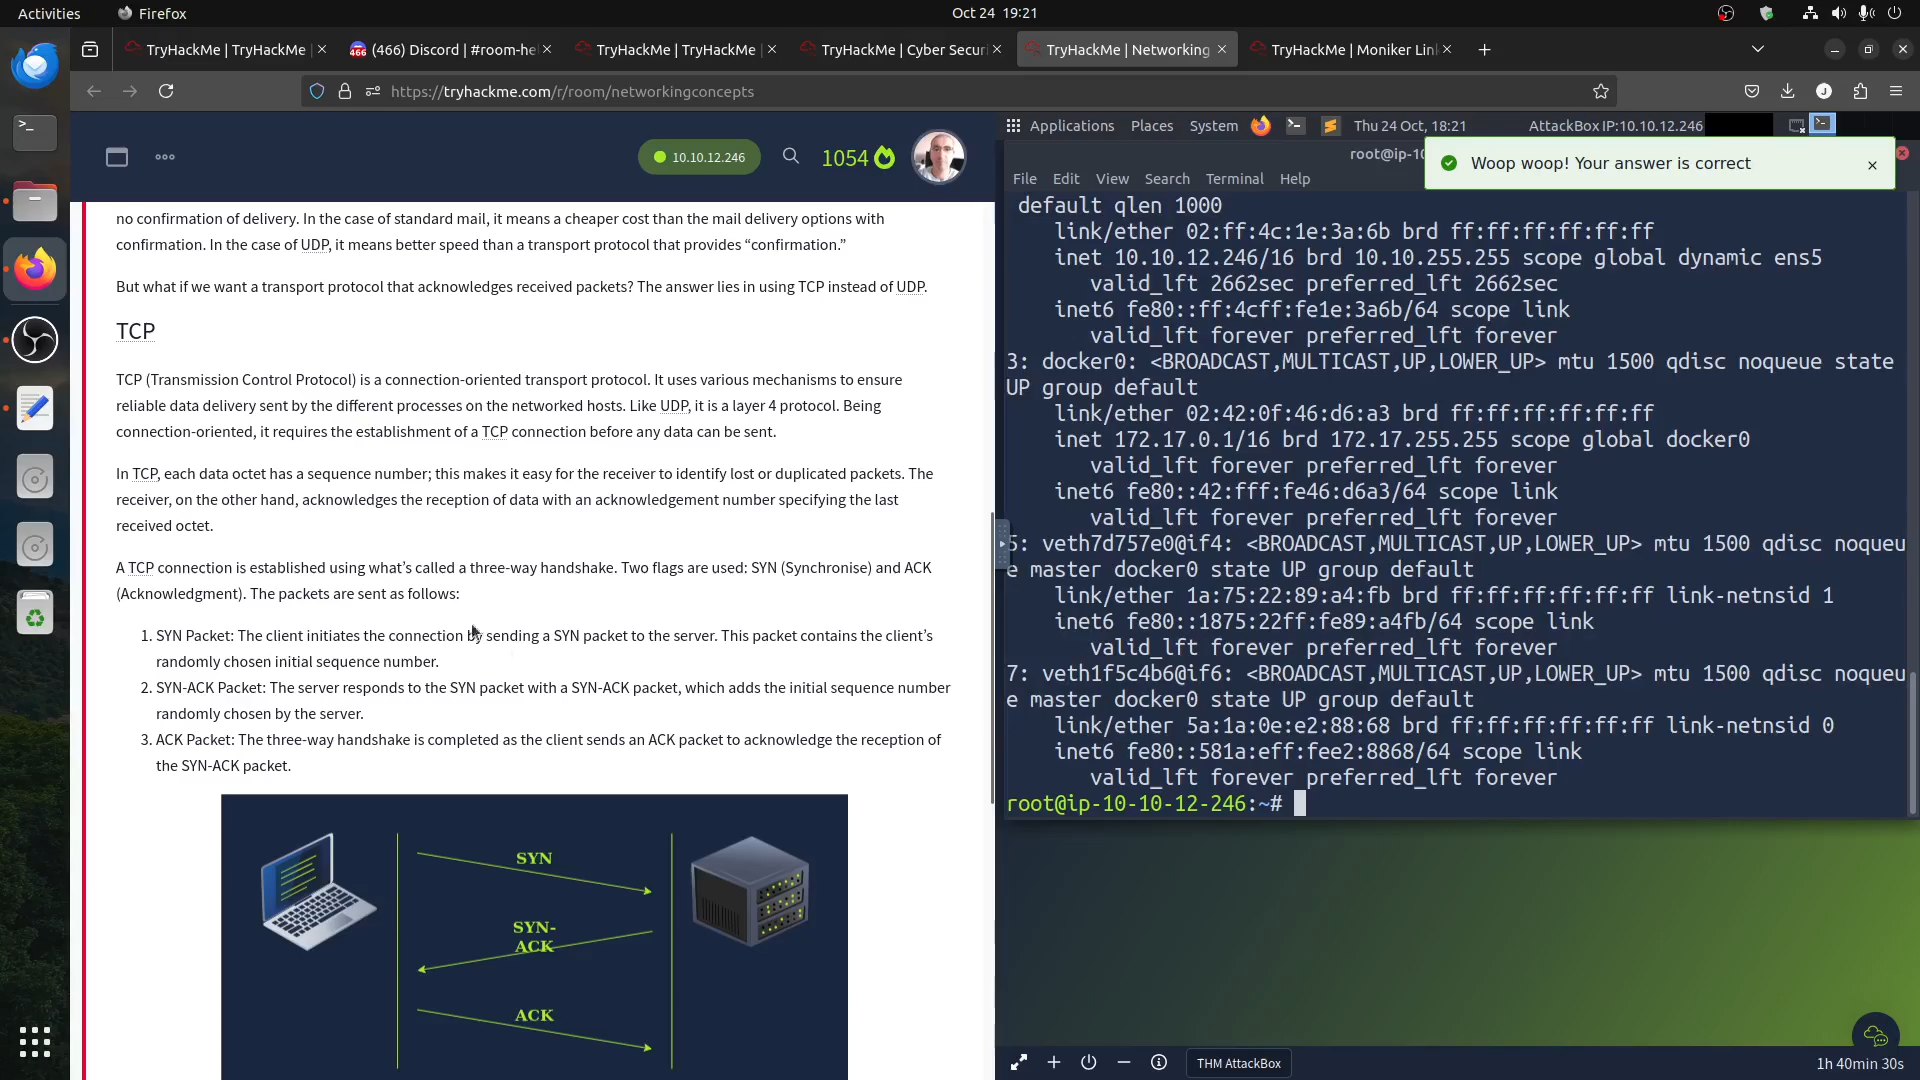 Activities
Firefox
Oct 24 19:21
TryHackMe | TryHackMe
(466) Discord | #room-hel
TryHackMe | TryHackMe
TryHackMe | Cyber Securi
TryHackMe | Networking
TryHackMe | Moniker Link
https://tryhackme.com/r/room/networkingconcepts
10.10.12.246
1054
no confirmation of delivery. In the case of standard mail, it means a cheaper cost than the mail delivery options with
confirmation. In the case of UDP, it means better speed than a transport protocol that provides “confirmation.”
But what if we want a transport protocol that acknowledges received packets? The answer lies in using TCP instead of UDP.
TCP
TCP (Transmission Control Protocol) is a connection-oriented transport protocol. It uses various mechanisms to ensure
reliable data delivery sent by the different processes on the networked hosts. Like UDP, it is a layer 4 protocol. Being
connection-oriented, it requires the establishment of a TCP connection before any data can be sent.
In TCP, each data octet has a sequence number; this makes it easy for the receiver to identify lost or duplicated packets. The
receiver, on the other hand, acknowledges the reception of data with an acknowledgement number specifying the last
received octet.
A TCP connection is established using what’s called a three-way handshake. Two flags are used: SYN (Synchronise) and ACK
(Acknowledgment). The packets are sent as follows:
1. SYN Packet: The client initiates the connection by sending a SYN packet to the server. This packet contains the client’s
randomly chosen initial sequence number.
2. SYN-ACK Packet: The server responds to the SYN packet with a SYN-ACK packet, which adds the initial sequence number
randomly chosen by the server.
3. ACK Packet: The three-way handshake is completed as the client sends an ACK packet to acknowledge the reception of
the SYN-ACK packet.
SYN
SYN-
ACK
ACK
Applications Places System
Thu 24 Oct, 18:21
AttackBox IP:10.10.12.246
root@ip-10
Woop woop! Your answer is correct
File Edit View Search Terminal Help
default qlen 1000
link/ether 02:ff:4c:1e:3a:6b brd ff:ff:ff:ff:ff:ff
inet 10.10.12.246/16 brd 10.10.255.255 scope global dynamic ens5
valid_lft 2662sec preferred_lft 2662sec
inet6 fe80::ff:4cff:fe1e:3a6b/64 scope link
valid_lft forever preferred_lft forever
3: docker0: <BROADCAST,MULTICAST,UP,LOWER_UP> mtu 1500 qdisc noqueue state
UP group default
link/ether 02:42:0f:46:d6:a3 brd ff:ff:ff:ff:ff:ff
inet 172.17.0.1/16 brd 172.17.255.255 scope global docker0
valid_lft forever preferred_lft forever
inet6 fe80::42:fff:fe46:d6a3/64 scope link
valid_lft forever preferred_lft forever
5: veth7d757e0@if4: <BROADCAST,MULTICAST,UP,LOWER_UP> mtu 1500 qdisc noqueu
e master docker0 state UP group default
link/ether 1a:75:22:89:a4:fb brd ff:ff:ff:ff:ff:ff link-netnsid 1
inet6 fe80::1875:22ff:fe89:a4fb/64 scope link
valid_lft forever preferred_lft forever
7: veth1f5c4b6@if6: <BROADCAST,MULTICAST,UP,LOWER_UP> mtu 1500 qdisc noqueu
e master docker0 state UP group default
link/ether 5a:1a:0e:e2:88:68 brd ff:ff:ff:ff:ff:ff link-netnsid 0
inet6 fe80::581a:eff:fee2:8868/64 scope link
valid_lft forever preferred_lft forever
root@ip-10-10-12-246:~#
THM AttackBox
1h 40min 30s